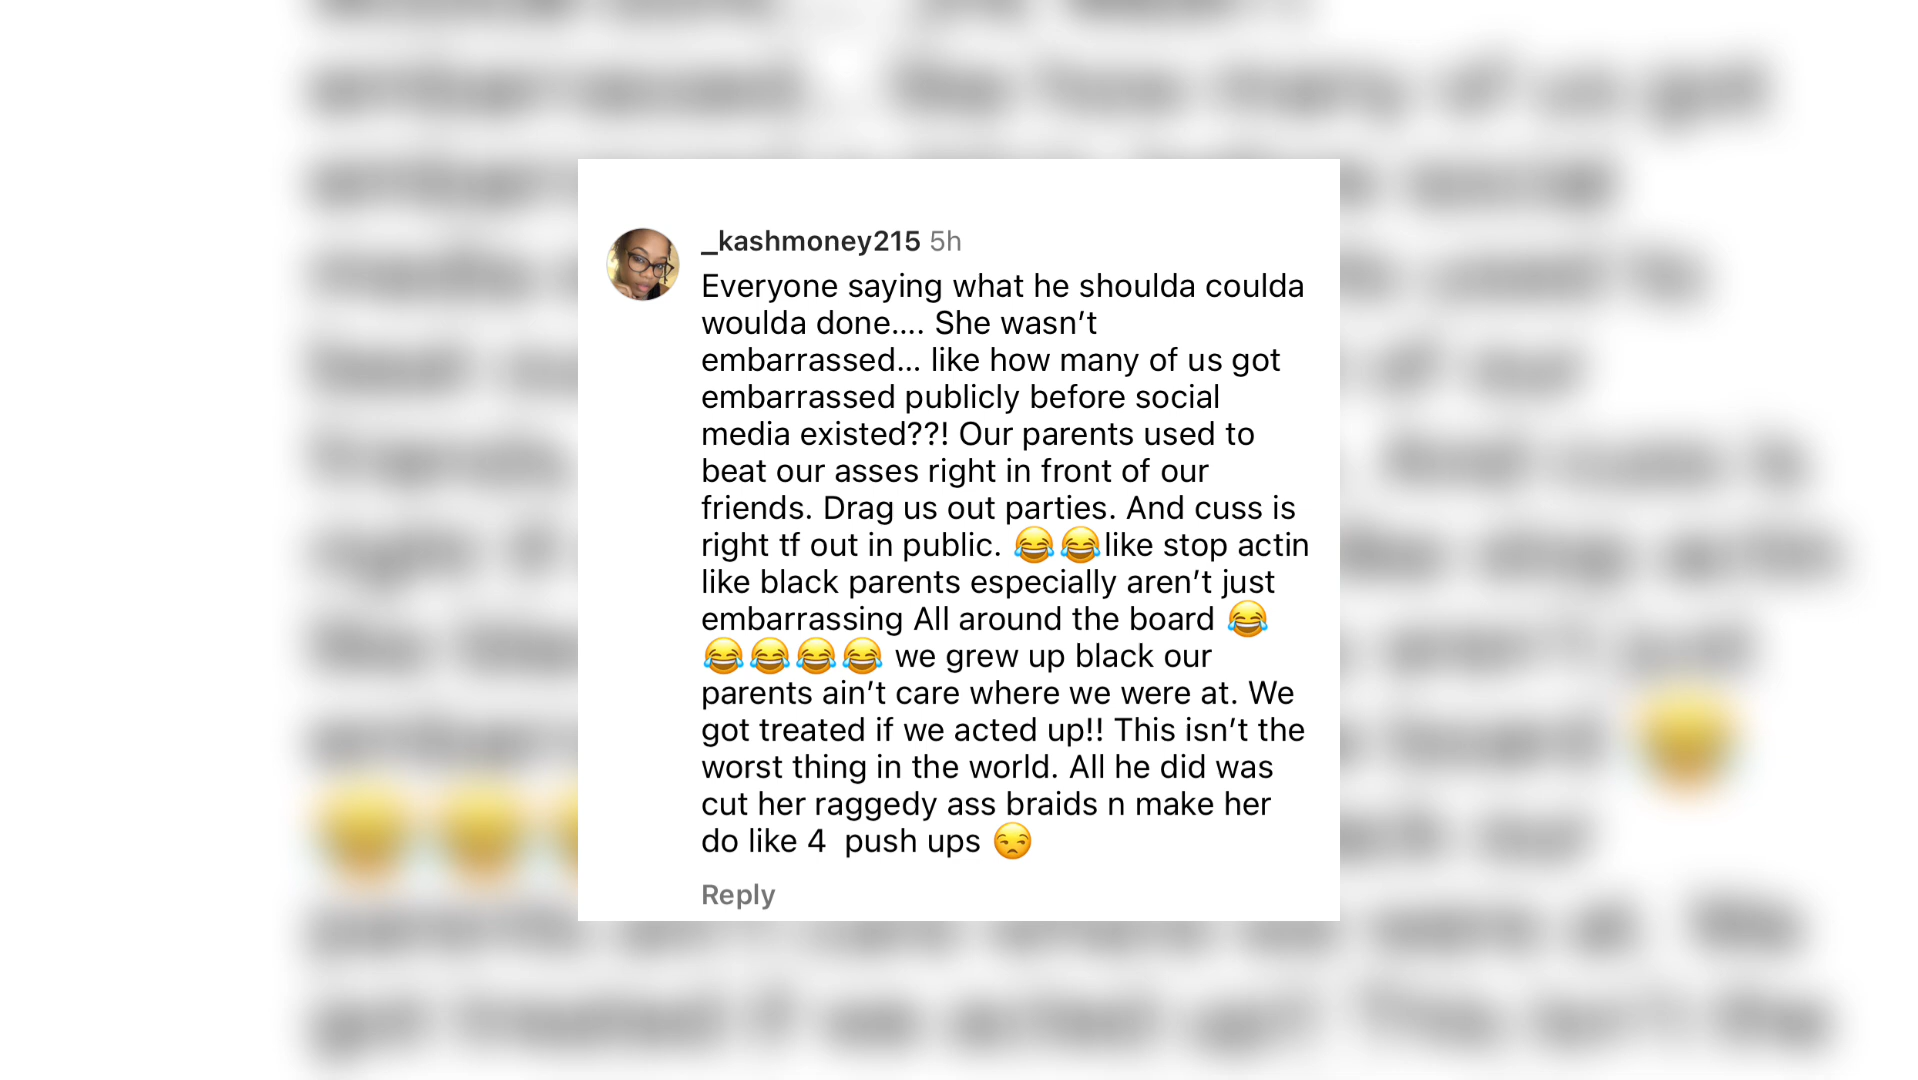 _kashmoney215 5h
Everyone saying what he shoulda coulda
woulda done.... She wasn’t
embarrassed... like how many of us got
embarrassed publicly before social
media existed??! Our parents used to
beat our asses right in front of our
friends. Drag us out parties. And cuss is
right tf out in public. 😂😂like stop actin
like black parents especially aren’t just
embarrassing All around the board 😂
😂😂😂😂 we grew up black our
parents ain’t care where we were at. We
got treated if we acted up!! This isn’t the
worst thing in the world. All he did was
cut her raggedy ass braids n make her
do like 4  push ups 😒
Reply